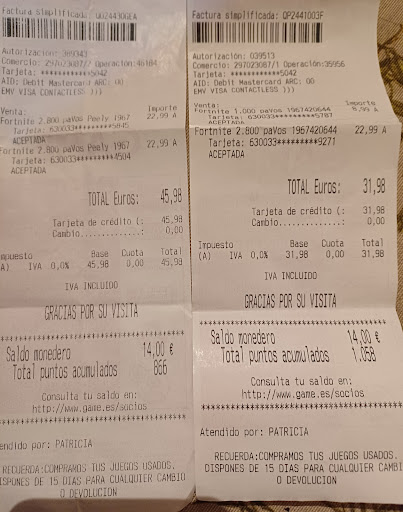 Factura simplificada: 002443OGEA
Autorización: 389343
Comercio: 297023087/7 Operación:46184
Tarjeta: ************5042
AID: Debit Mastercard ARC: 00
EMV VISA CONTACTLESS )))
Venta: Importe
Fortnite 2.800 paVos Peely 1967 22,99 A
Tarjeta: 630033*********5845
ACEPTADA
Fortnite 2.800 paVos Peely 1967 22,99 A
Tarjeta: 630033*********4504
ACEPTADA
TOTAL Euros: 45,98
Tarjeta de crédito (: 45,98
Cambio..............: 0,00
Impuesto Base Cuota Total
(A) IVA 0,0% 45,98 0,00 45,98
IVA INCLUIDO
GRACIAS POR SU VISITA
Saldo monedero 14,00 €
Total puntos acumulados 866
Consulta tu saldo en:
http://www.game.es/socios
Atendido por: PATRICIA
RECUERDA:COMPRAMOS TUS JUEGOS USADOS.
DISPONES DE 15 DIAS PARA CUALQUIER CAMBIO
O DEVOLUCION
Factura simplificada: OP2441003F
Autorización: 039513
Comercio: 297023087/1 Operación:35956
Tarjeta: ************5042
AID: Debit Mastercard ARC: 00
EMV VISA CONTACTLESS )))
Venta: Importe
Fortnite 1.000 paVos 1967420644 8,99 A
Tarjeta: 630033*********5787
Fortnite 2.800 paVos 1967420644 22,99 A
Tarjeta: 630033*********9271
ACEPTADA
TOTAL Euros: 31,98
Tarjeta de crédito (: 31,98
Cambio..............: 0,00
Impuesto Base Cuota Total
(A) IVA 0,0% 31,98 0,00 31,98
IVA INCLUIDO
GRACIAS POR SU VISITA
Saldo monedero 14,00 €
Total puntos acumulados 1.058
Consulta tu saldo en:
http://www.game.es/socios
Atendido por: PATRICIA
RECUERDA:COMPRAMOS TUS JUEGOS USADOS.
DISPONES DE 15 DIAS PARA CUALQUIER CAMBIO
O DEVOLUCION